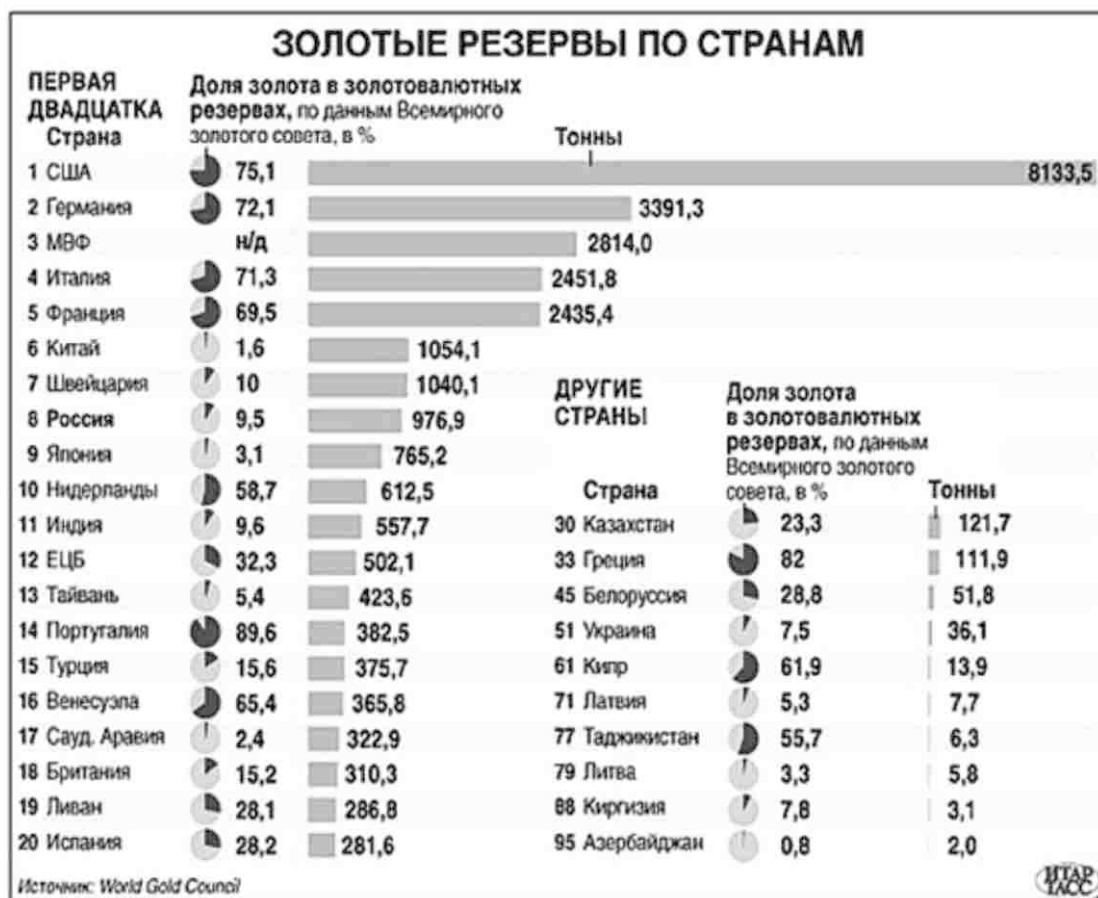 ЗОЛОТЫЕ РЕЗЕРВЫ ПО СТРАНАМ
ПЕРВАЯ
ДВАДЦАТКА
Страна
Доля золота в золотовалютных
резервах, по данным Всемирного
золотого совета, в %
Тонны
1 США 75,1 8133,5
2 Германия 72,1 3391,3
3 МВФ н/д 2814,0
4 Италия 71,3 2451,8
5 Франция 69,5 2435,4
6 Китай 1,6 1054,1
7 Швейцария 10 1040,1
8 Россия 9,5 976,9
9 Япония 3,1 765,2
10 Нидерланды 58,7 612,5
11 Индия 9,6 557,7
12 ЕЦБ 32,3 502,1
13 Тайвань 5,4 423,6
14 Португалия 89,6 382,5
15 Турция 15,6 375,7
16 Венесуэла 65,4 365,8
17 Сауд. Аравия 2,4 322,9
18 Британия 15,2 310,3
19 Ливан 28,1 286,8
20 Испания 28,2 281,6
ДРУГИЕ
СТРАНЫ
Страна
Доля золота
в золотовалютных
резервах, по данным
Всемирного золотого
совета, в %
Тонны
30 Казахстан 23,3 121,7
33 Греция 82 111,9
45 Белоруссия 28,8 51,8
51 Украина 7,5 36,1
61 Кипр 61,9 13,9
71 Латвия 5,3 7,7
77 Таджикистан 55,7 6,3
79 Литва 3,3 5,8
88 Киргизия 7,8 3,1
95 Азербайджан 0,8 2,0
Источник: World Gold Council
ИТАР
ТАСС